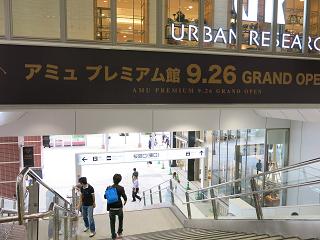 URBAN RESEARC
アミュ プレミアム館 9.26 GRAND OPE
AMU PREMIUM 9.26 GRAND OPEN